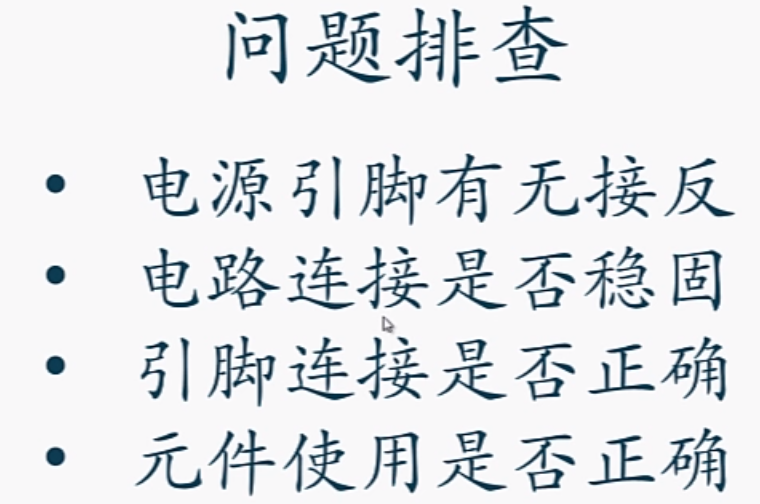 问题排查
• 电源引脚有无接反
• 电路连接是否稳固
• 引脚连接是否正确
• 元件使用是否正确